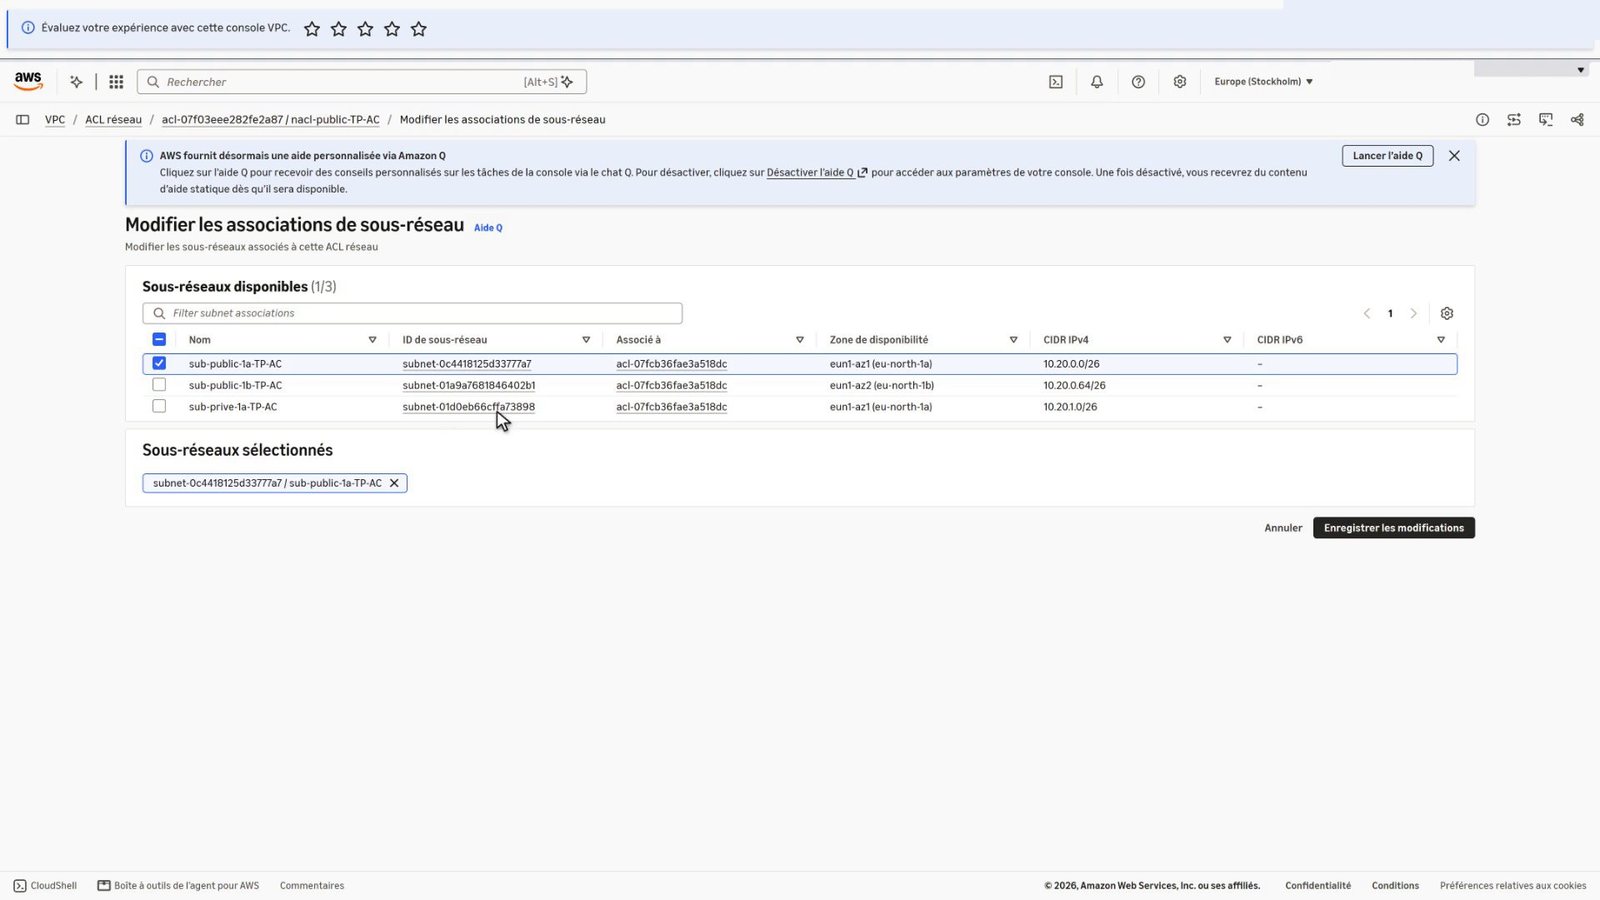 Évaluez votre expérience avec cette console VPC.
aws
Rechercher [Alt+S]
Europe (Stockholm)
VPC / ACL réseau / acl-07f03eee282fe2a87 / nacl-public-TP-AC / Modifier les associations de sous-réseau
AWS fournit désormais une aide personnalisée via Amazon Q
Cliquez sur l'aide Q pour recevoir des conseils personnalisés sur les tâches de la console via le chat Q. Pour désactiver, cliquez sur Désactiver l'aide Q pour accéder aux paramètres de votre console. Une fois désactivé, vous recevrez du contenu
d'aide statique dès qu'il sera disponible.
Lancer l'aide Q
Modifier les associations de sous-réseau Aide Q
Modifier les sous-réseaux associés à cette ACL réseau
Sous-réseaux disponibles (1/3)
Filter subnet associations
1
Nom ID de sous-réseau Associé à Zone de disponibilité CIDR IPv4 CIDR IPv6
sub-public-1a-TP-AC subnet-0c4418125d33777a7 acl-07fcb36fae3a518dc eun1-az1 (eu-north-1a) 10.20.0.0/26 –
sub-public-1b-TP-AC subnet-01a9a7681846402b1 acl-07fcb36fae3a518dc eun1-az2 (eu-north-1b) 10.20.0.64/26 –
sub-prive-1a-TP-AC subnet-01d0eb66cffa73898 acl-07fcb36fae3a518dc eun1-az1 (eu-north-1a) 10.20.1.0/26 –
Sous-réseaux sélectionnés
subnet-0c4418125d33777a7 / sub-public-1a-TP-AC
Annuler Enregistrer les modifications
CloudShell Boîte à outils de l'agent pour AWS Commentaires © 2026, Amazon Web Services, Inc. ou ses affiliés. Confidentialité Conditions Préférences relatives aux cookies